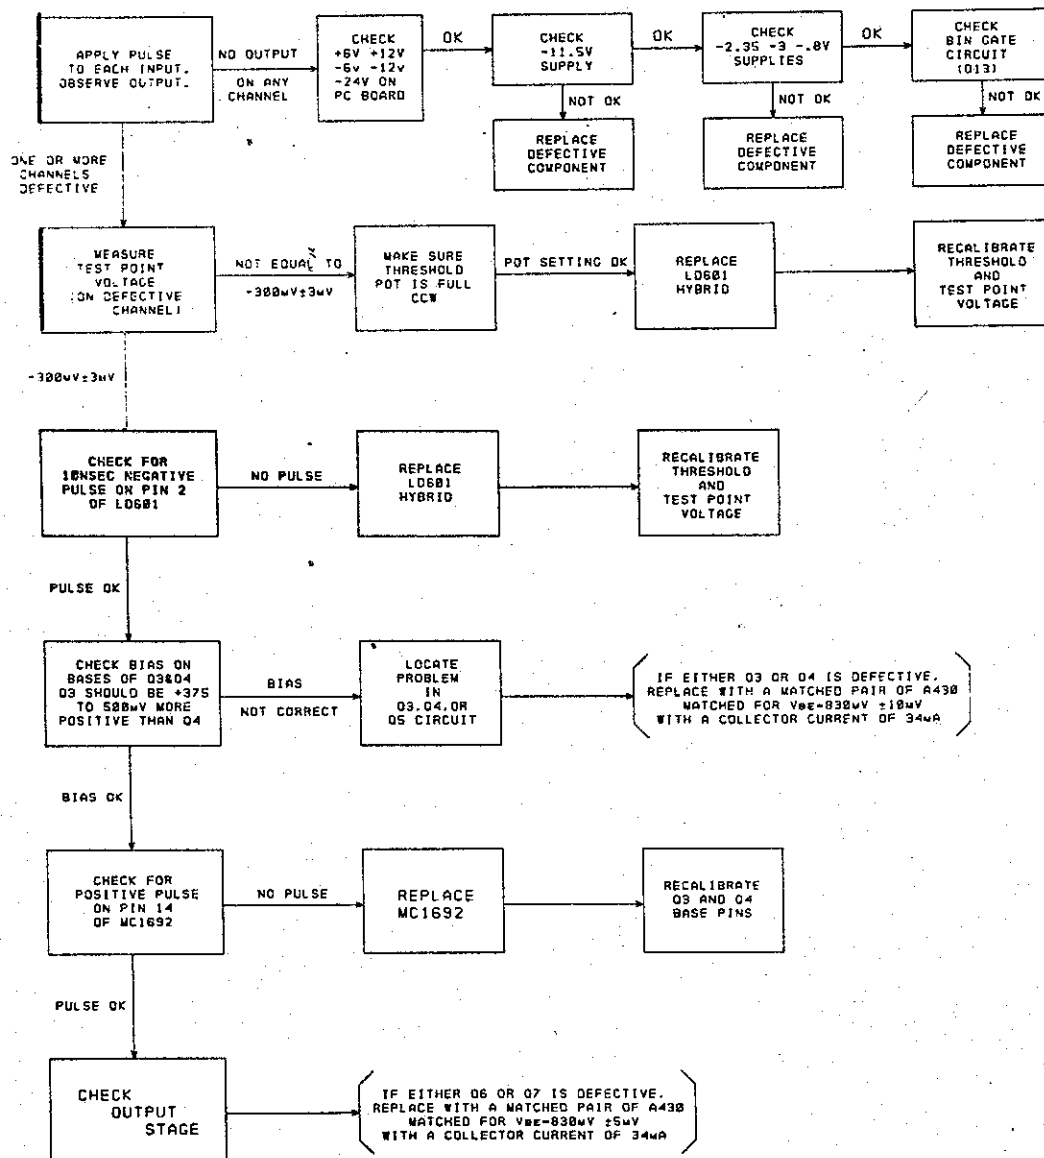 APPLY PULSE
TO EACH INPUT.
OBSERVE OUTPUT.
NO OUTPUT
ON ANY
CHANNEL
CHECK
+6V +12V
-6V -12V
-24V ON
PC BOARD
OK
CHECK
-11.5V
SUPPLY
OK
CHECK
-2.35 -3 -.8V
SUPPLIES
OK
CHECK
BIN GATE
CIRCUIT
(Q13)
NOT OK
NOT OK
NOT OK
REPLACE
DEFECTIVE
COMPONENT
REPLACE
DEFECTIVE
COMPONENT
REPLACE
DEFECTIVE
COMPONENT
ONE OR MORE
CHANNELS
DEFECTIVE
MEASURE
TEST POINT
VOLTAGE
(ON DEFECTIVE
CHANNEL)
NOT EQUAL TO
-300mV±3mV
MAKE SURE
THRESHOLD
POT IS FULL
CCW
POT SETTING OK
REPLACE
LD601
HYBRID
RECALIBRATE
THRESHOLD
AND
TEST POINT
VOLTAGE
-300mV±3mV
CHECK FOR
10NSEC NEGATIVE
PULSE ON PIN 2
OF LD601
NO PULSE
REPLACE
LD601
HYBRID
RECALIBRATE
THRESHOLD
AND
TEST POINT
VOLTAGE
PULSE OK
CHECK BIAS ON
BASES OF Q3&Q4
Q3 SHOULD BE +375
TO 500mV MORE
POSITIVE THAN Q4
BIAS
NOT CORRECT
LOCATE
PROBLEM
IN
Q3,Q4,OR
Q5 CIRCUIT
IF EITHER Q3 OR Q4 IS DEFECTIVE,
REPLACE WITH A MATCHED PAIR OF A430
MATCHED FOR VBE-830mV ±10mV
WITH A COLLECTOR CURRENT OF 34mA
BIAS OK
CHECK FOR
POSITIVE PULSE
ON PIN 14
OF MC1692
NO PULSE
REPLACE
MC1692
RECALIBRATE
Q3 AND Q4
BASE PINS
PULSE OK
CHECK
OUTPUT
STAGE
IF EITHER Q6 OR Q7 IS DEFECTIVE,
REPLACE WITH A MATCHED PAIR OF A430
MATCHED FOR VBE-830mV ±5mV
WITH A COLLECTOR CURRENT OF 34mA